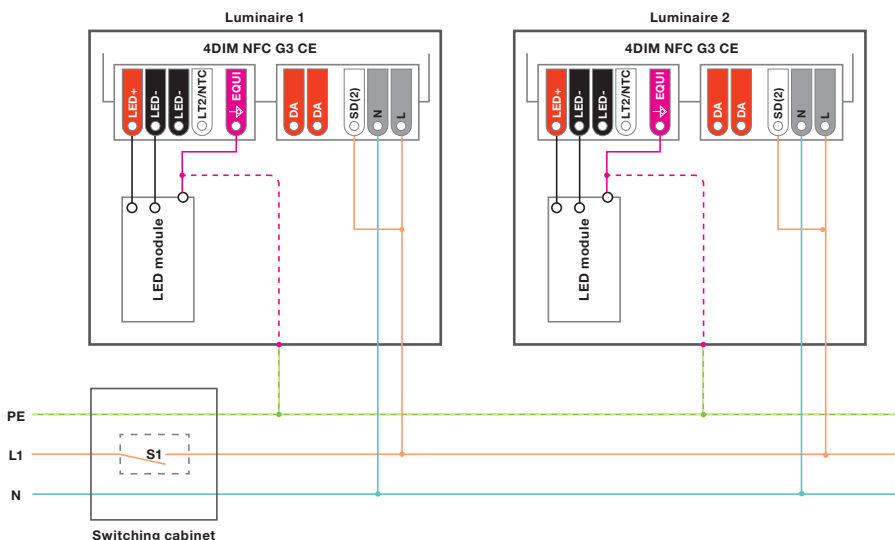 Luminaire 1
4DIM NFC G3 CE
LED+
LED-
LED-
LT2/NTC
EQUI
DA
DA
SD(2)
N
L
LED module
Luminaire 2
4DIM NFC G3 CE
LED+
LED-
LED-
LT2/NTC
EQUI
DA
DA
SD(2)
N
L
LED module
PE
L1
S1
N
Switching cabinet